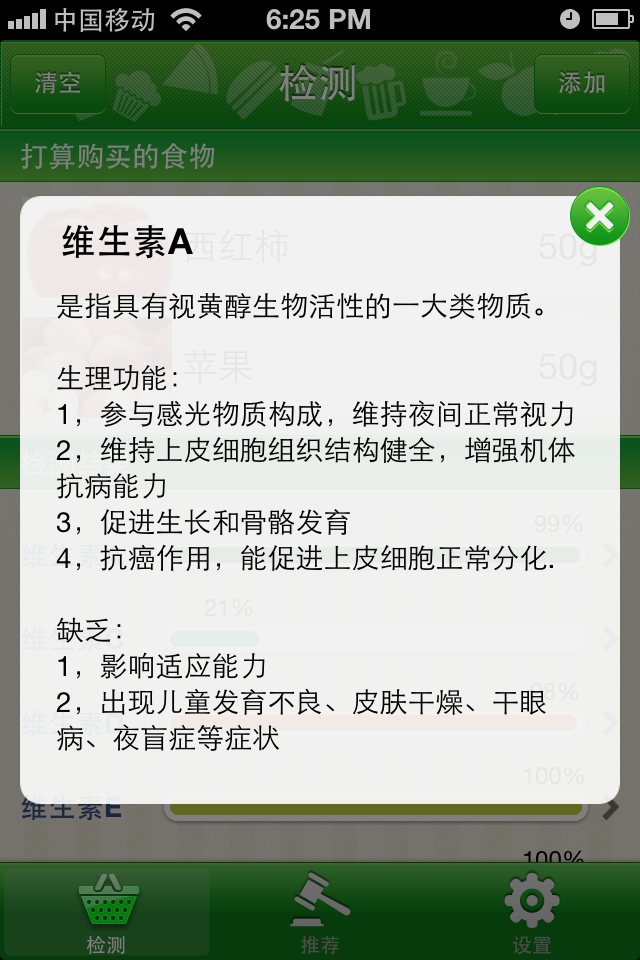 中国移动 6:25 PM
清空 检测 添加
打算购买的食物
维生素A
西红柿 50g
是指具有视黄醇生物活性的一大类物质。
苹果 50g
生理功能：
1，参与感光物质构成，维持夜间正常视力
2，维持上皮细胞组织结构健全，增强机体
抗病能力
3，促进生长和骨骼发育
99%
4，抗癌作用，能促进上皮细胞正常分化.
21%
缺乏：
1，影响适应能力
98%
2，出现儿童发育不良、皮肤干燥、干眼
病、夜盲症等症状
100%
维生素E
100%
检测 推荐 设置